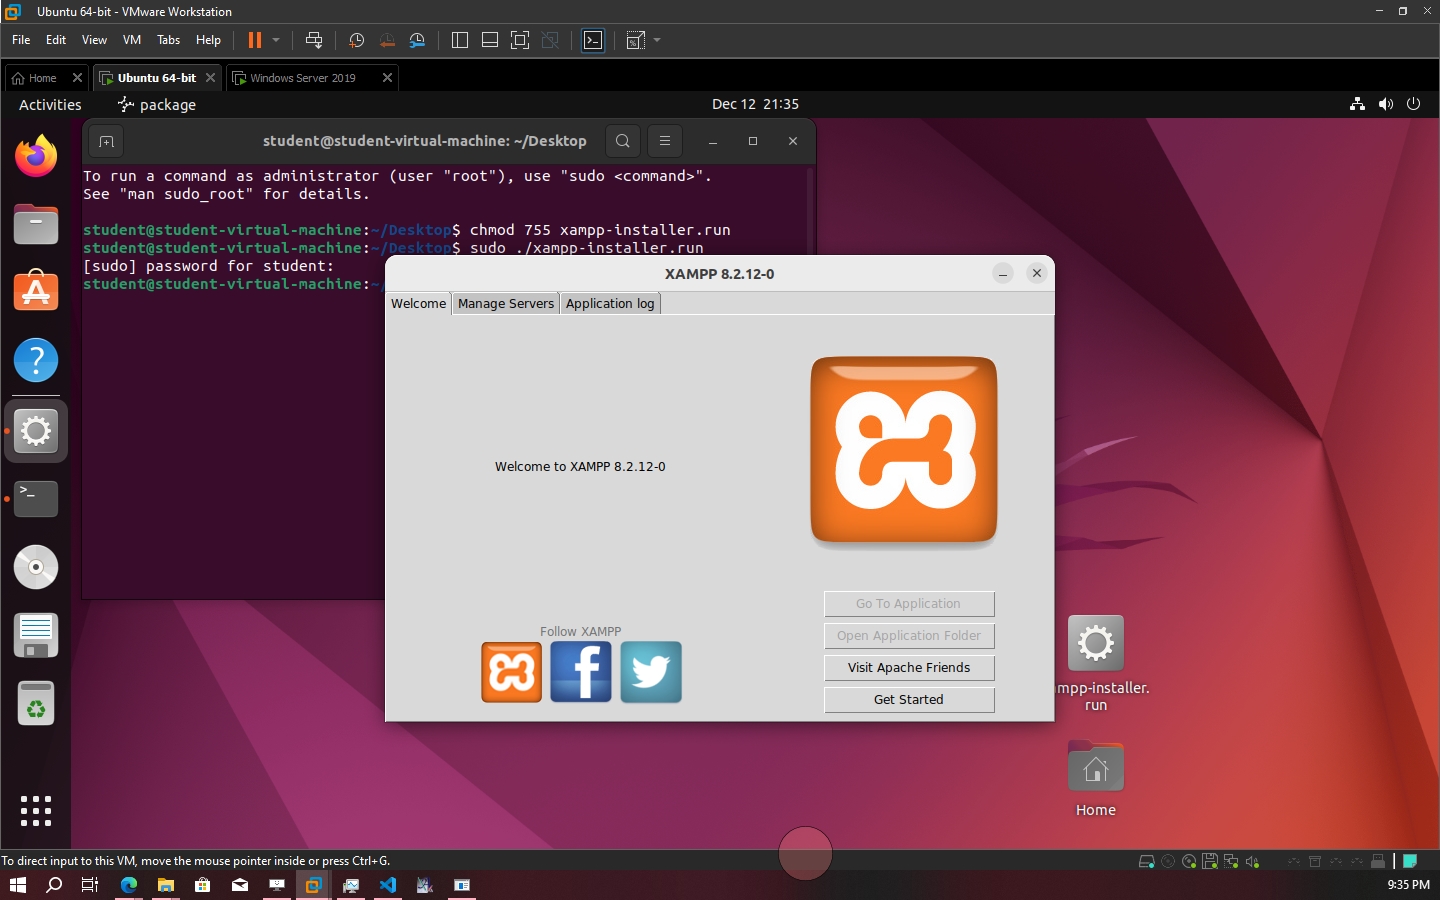 Ubuntu 64-bit - VMware Workstation
File Edit View VM Tabs Help
Home
Ubuntu 64-bit
Windows Server 2019
Activities
package
Dec 12 21:35
student@student-virtual-machine: ~/Desktop
To run a command as administrator (user "root"), use "sudo <command>".
See "man sudo_root" for details.
student@student-virtual-machine:~/Desktop$ chmod 755 xampp-installer.run
student@student-virtual-machine:~/Desktop$ sudo ./xampp-installer.run
[sudo] password for student:
student@student-virtual-machine:~/
XAMPP 8.2.12-0
Welcome
Manage Servers
Application log
Welcome to XAMPP 8.2.12-0
Follow XAMPP
Go To Application
Open Application Folder
Visit Apache Friends
Get Started
mpp-installer.
run
Home
To direct input to this VM, move the mouse pointer inside or press Ctrl+G.
9:35 PM